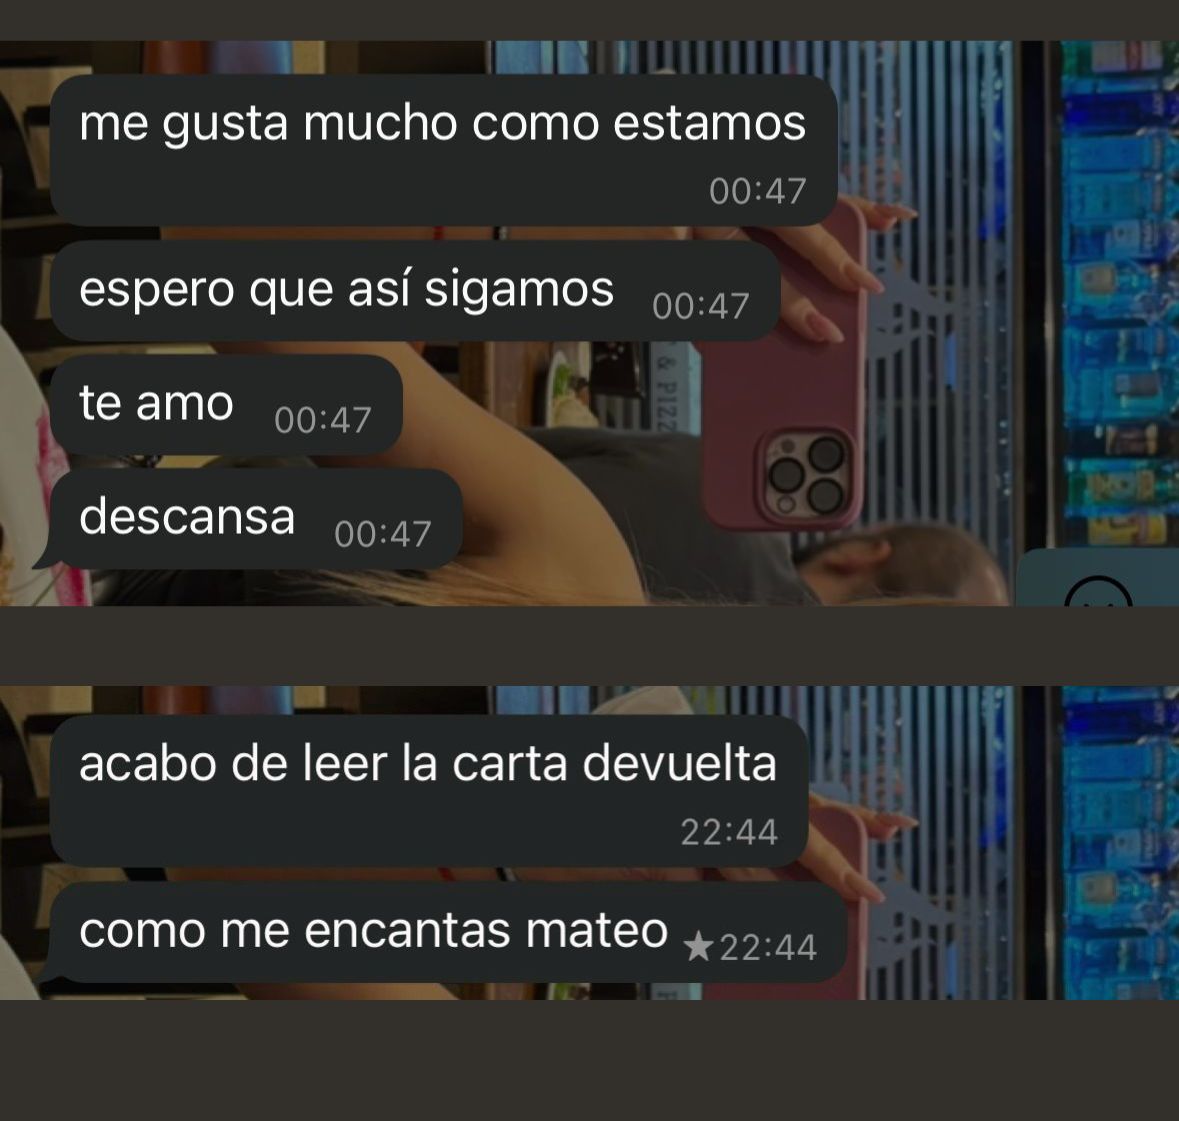 me gusta mucho como estamos
00:47
espero que así sigamos 00:47
te amo 00:47
descansa 00:47
& PIZZ
acabo de leer la carta devuelta
22:44
como me encantas mateo ★22:44